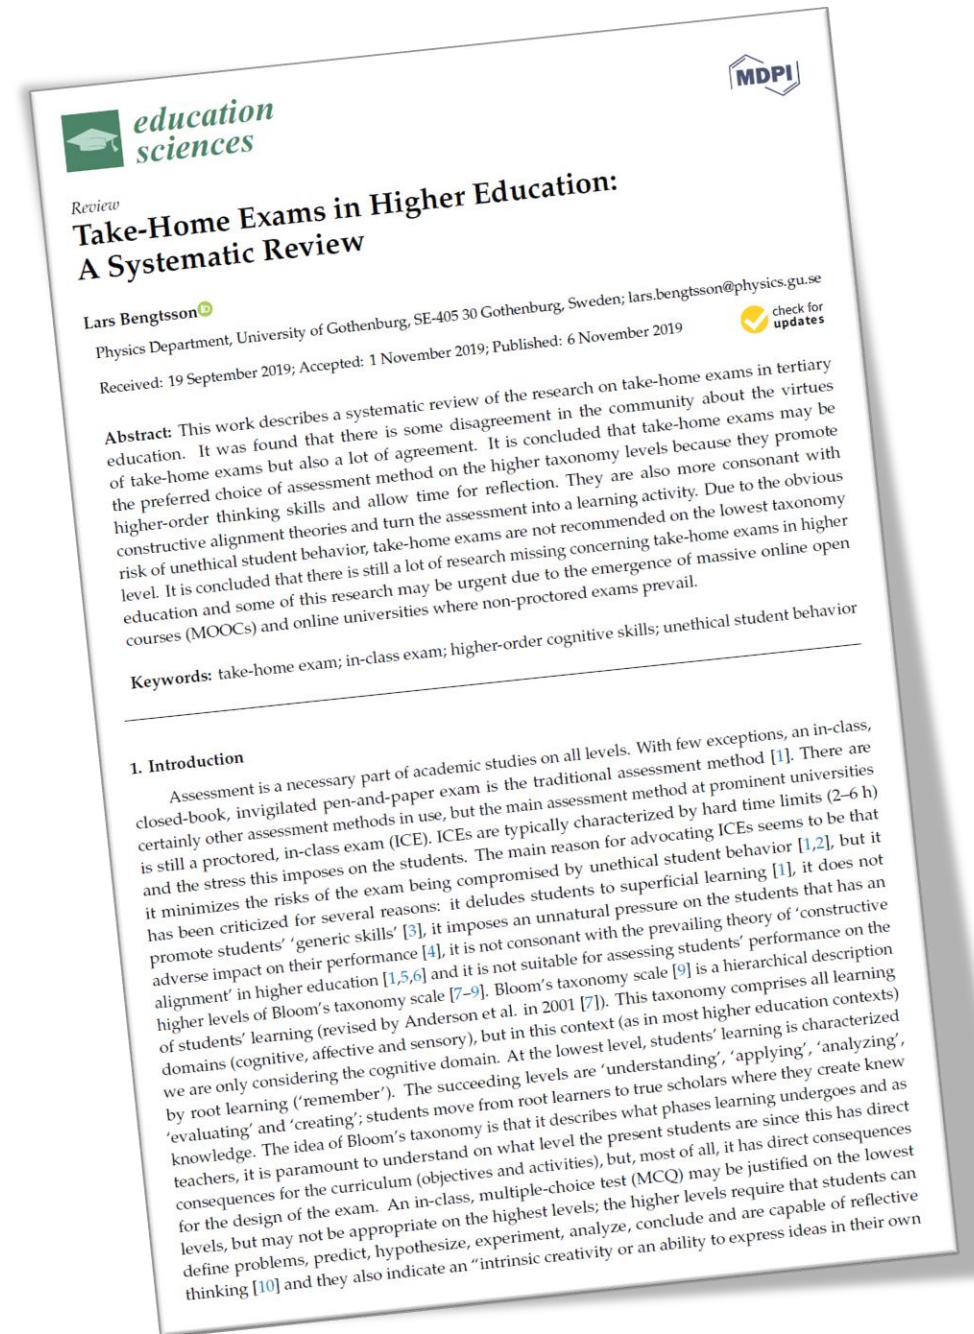 education
sciences
MDPI
Review
Take-Home Exams in Higher Education:
A Systematic Review
Lars Bengtsson iD
Physics Department, University of Gothenburg, SE-405 30 Gothenburg, Sweden; lars.bengtsson@physics.gu.se
Received: 19 September 2019; Accepted: 1 November 2019; Published: 6 November 2019
check for
updates
Abstract: This work describes a systematic review of the research on take-home exams in tertiary
education. It was found that there is some disagreement in the community about the virtues
of take-home exams but also a lot of agreement. It is concluded that take-home exams may be
the preferred choice of assessment method on the higher taxonomy levels because they promote
higher-order thinking skills and allow time for reflection. They are also more consonant with
constructive alignment theories and turn the assessment into a learning activity. Due to the obvious
risk of unethical student behavior, take-home exams are not recommended on the lowest taxonomy
level. It is concluded that there is still a lot of research missing concerning take-home exams in higher
education and some of this research may be urgent due to the emergence of massive online open
courses (MOOCs) and online universities where non-proctored exams prevail.
Keywords: take-home exam; in-class exam; higher-order cognitive skills; unethical student behavior
1. Introduction
Assessment is a necessary part of academic studies on all levels. With few exceptions, an in-class,
closed-book, invigilated pen-and-paper exam is the traditional assessment method [1]. There are
certainly other assessment methods in use, but the main assessment method at prominent universities
is still a proctored, in-class exam (ICE). ICEs are typically characterized by hard time limits (2–6 h)
and the stress this imposes on the students. The main reason for advocating ICEs seems to be that
it minimizes the risks of the exam being compromised by unethical student behavior [1,2], but it
has been criticized for several reasons: it deludes students to superficial learning [1], it does not
promote students' 'generic skills' [3], it imposes an unnatural pressure on the students that has an
adverse impact on their performance [4], it is not consonant with the prevailing theory of 'constructive
alignment' in higher education [1,5,6] and it is not suitable for assessing students' performance on the
higher levels of Bloom's taxonomy scale [7–9]. Bloom's taxonomy scale [9] is a hierarchical description
of students' learning (revised by Anderson et al. in 2001 [7]). This taxonomy comprises all learning
domains (cognitive, affective and sensory), but in this context (as in most higher education contexts)
we are only considering the cognitive domain. At the lowest level, students' learning is characterized
by root learning ('remember'). The succeeding levels are 'understanding', 'applying', 'analyzing',
'evaluating' and 'creating'; students move from root learners to true scholars where they create knew
knowledge. The idea of Bloom's taxonomy is that it describes what phases learning undergoes and as
teachers, it is paramount to understand on what level the present students are since this has direct
consequences for the curriculum (objectives and activities), but, most of all, it has direct consequences
for the design of the exam. An in-class, multiple-choice test (MCQ) may be justified on the lowest
levels, but may not be appropriate on the highest levels; the higher levels require that students can
define problems, predict, hypothesize, experiment, analyze, conclude and are capable of reflective
thinking [10] and they also indicate an "intrinsic creativity or an ability to express ideas in their own